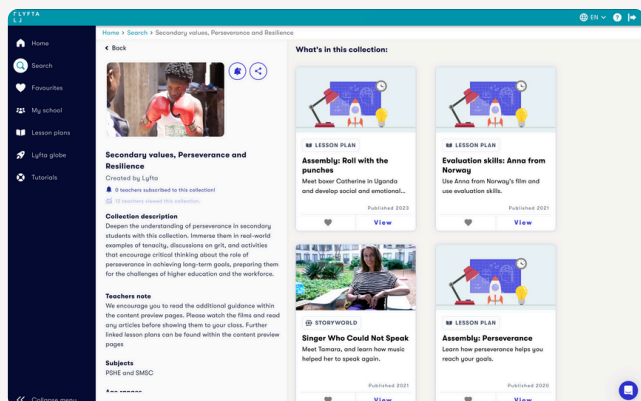 LYFTA
EN
Home
Search
Favourites
My school
Lesson plans
Lyfta globe
Tutorials
Collapse menu
Home > Search > Secondary values, Perseverance and Resilience
Back
Secondary values, Perseverance and
Resilience
Created by Lyfta
0 teachers subscribed to this collection!
12 teachers viewed this collection.
Collection description
Deepen the understanding of perseverance in secondary
students with this collection. Immerse them in real-world
examples of tenacity, discussions on grit, and activities
that encourage critical thinking about the role of
perseverance in achieving long-term goals, preparing them
for the challenges of higher education and the workforce.
Teachers note
We encourage you to read the additional guidance within
the content preview pages. Please watch the films and read
any articles before showing them to your class. Further
linked lesson plans can be found within the content preview
pages
Subjects
PSHE and SMSC
Age ranges
What's in this collection:
LESSON PLAN
Assembly: Roll with the
punches
Meet boxer Catherine in Uganda
and develop social and emotional...
Published 2023
View
LESSON PLAN
Evaluation skills: Anna from
Norway
Use Anna from Norway's film and
use evaluation skills.
Published 2021
View
STORYWORLD
Singer Who Could Not Speak
Meet Tamara, and learn how music
helped her to speak again.
Published 2021
View
LESSON PLAN
Assembly: Perseverance
Learn how perseverance helps you
reach your goals.
Published 2020
View